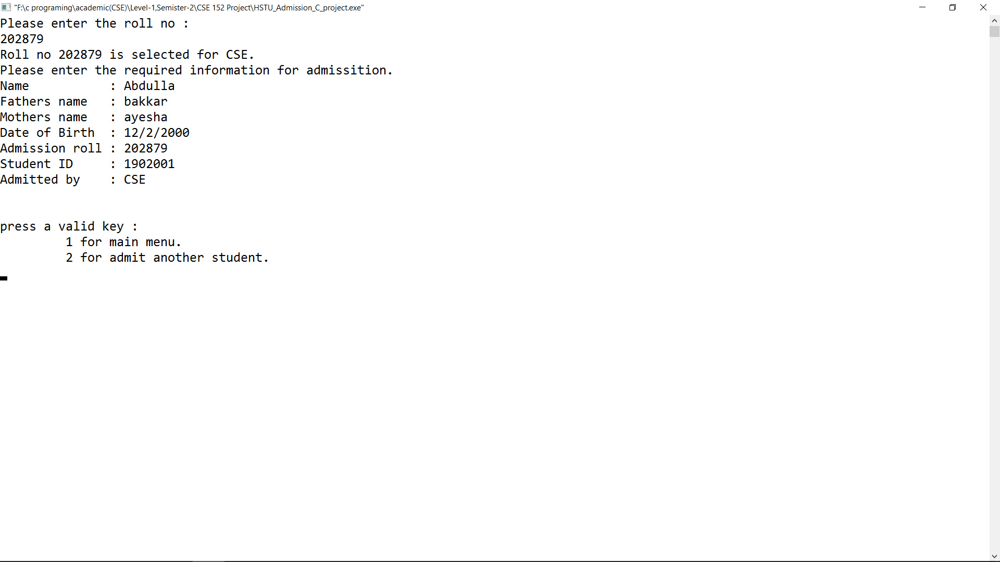 "F:\c programing\academic(CSE)\Level-1,Semister-2\CSE 152 Project\HSTU_Admission_C_project.exe"
Please enter the roll no :
202879
Roll no 202879 is selected for CSE.
Please enter the required information for admissition.
Name           : Abdulla
Fathers name   : bakkar
Mothers name   : ayesha
Date of Birth  : 12/2/2000
Admission roll : 202879
Student ID     : 1902001
Admitted by    : CSE
press a valid key :
         1 for main menu.
         2 for admit another student.